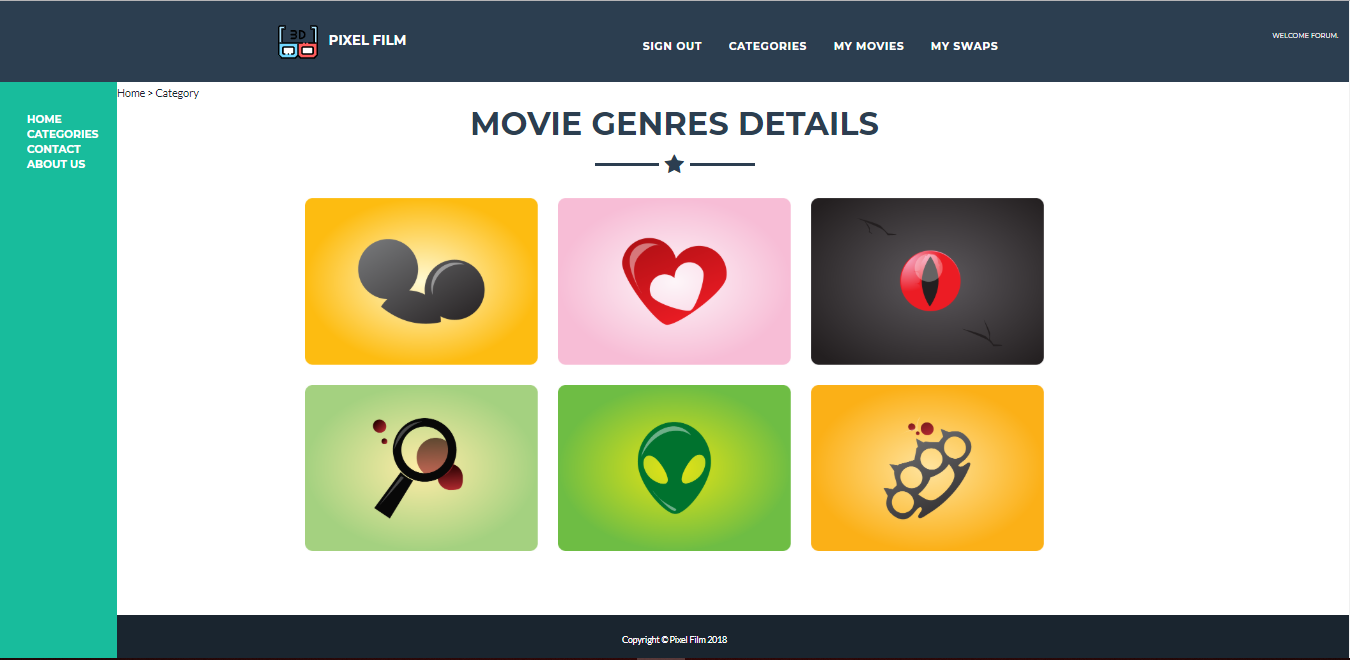 3D
PIXEL FILM
SIGN OUT
CATEGORIES
MY MOVIES
MY SWAPS
WELCOME FORUM.
HOME
CATEGORIES
CONTACT
ABOUT US
Home > Category
MOVIE GENRES DETAILS
Copyright © Pixel Film 2018